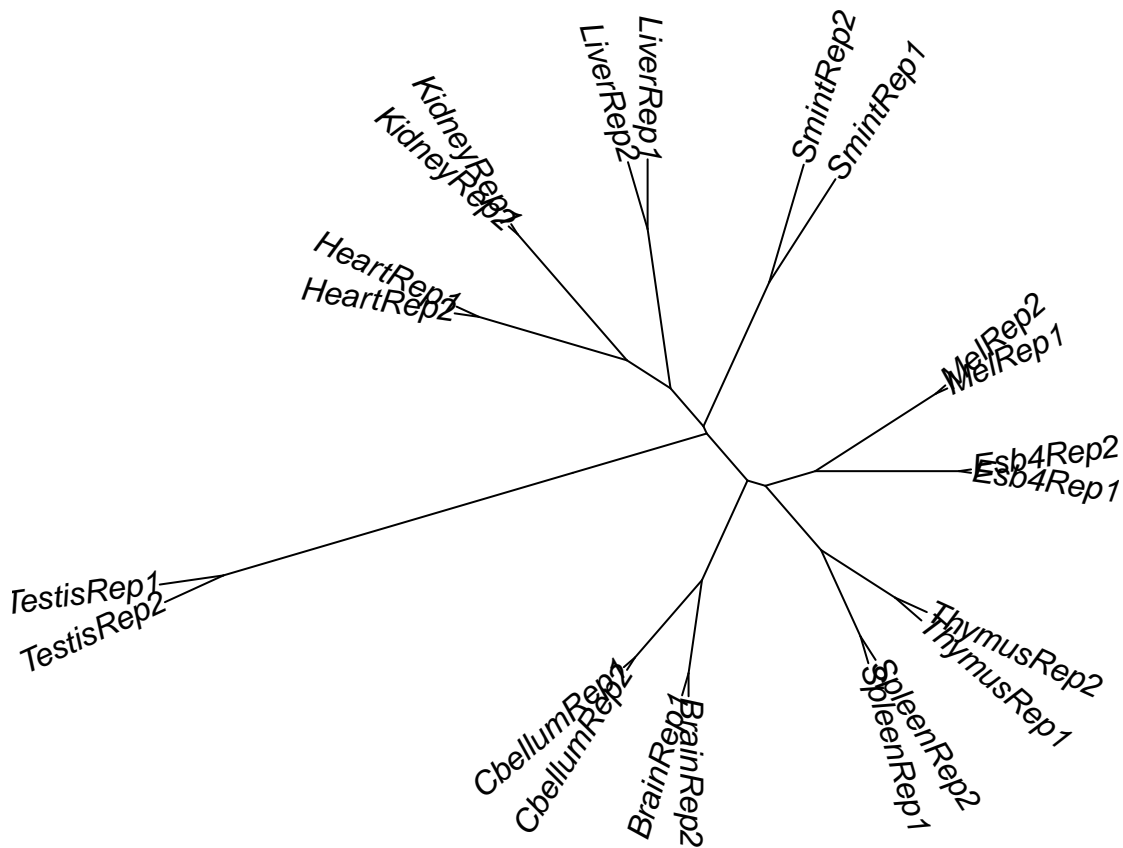 SmintRep2
LiverRep1
LiverRep2
SmintRep1
KidneyRep1
KidneyRep2
HeartRep1
HeartRep2
MelRep2
MelRep1
Esb4Rep2
Esb4Rep1
TestisRep1
TestisRep2
ThymusRep2
ThymusRep1
CbellumRep1
CbellumRep2
BrainRep1
BrainRep2
SpleenRep2
SpleenRep1